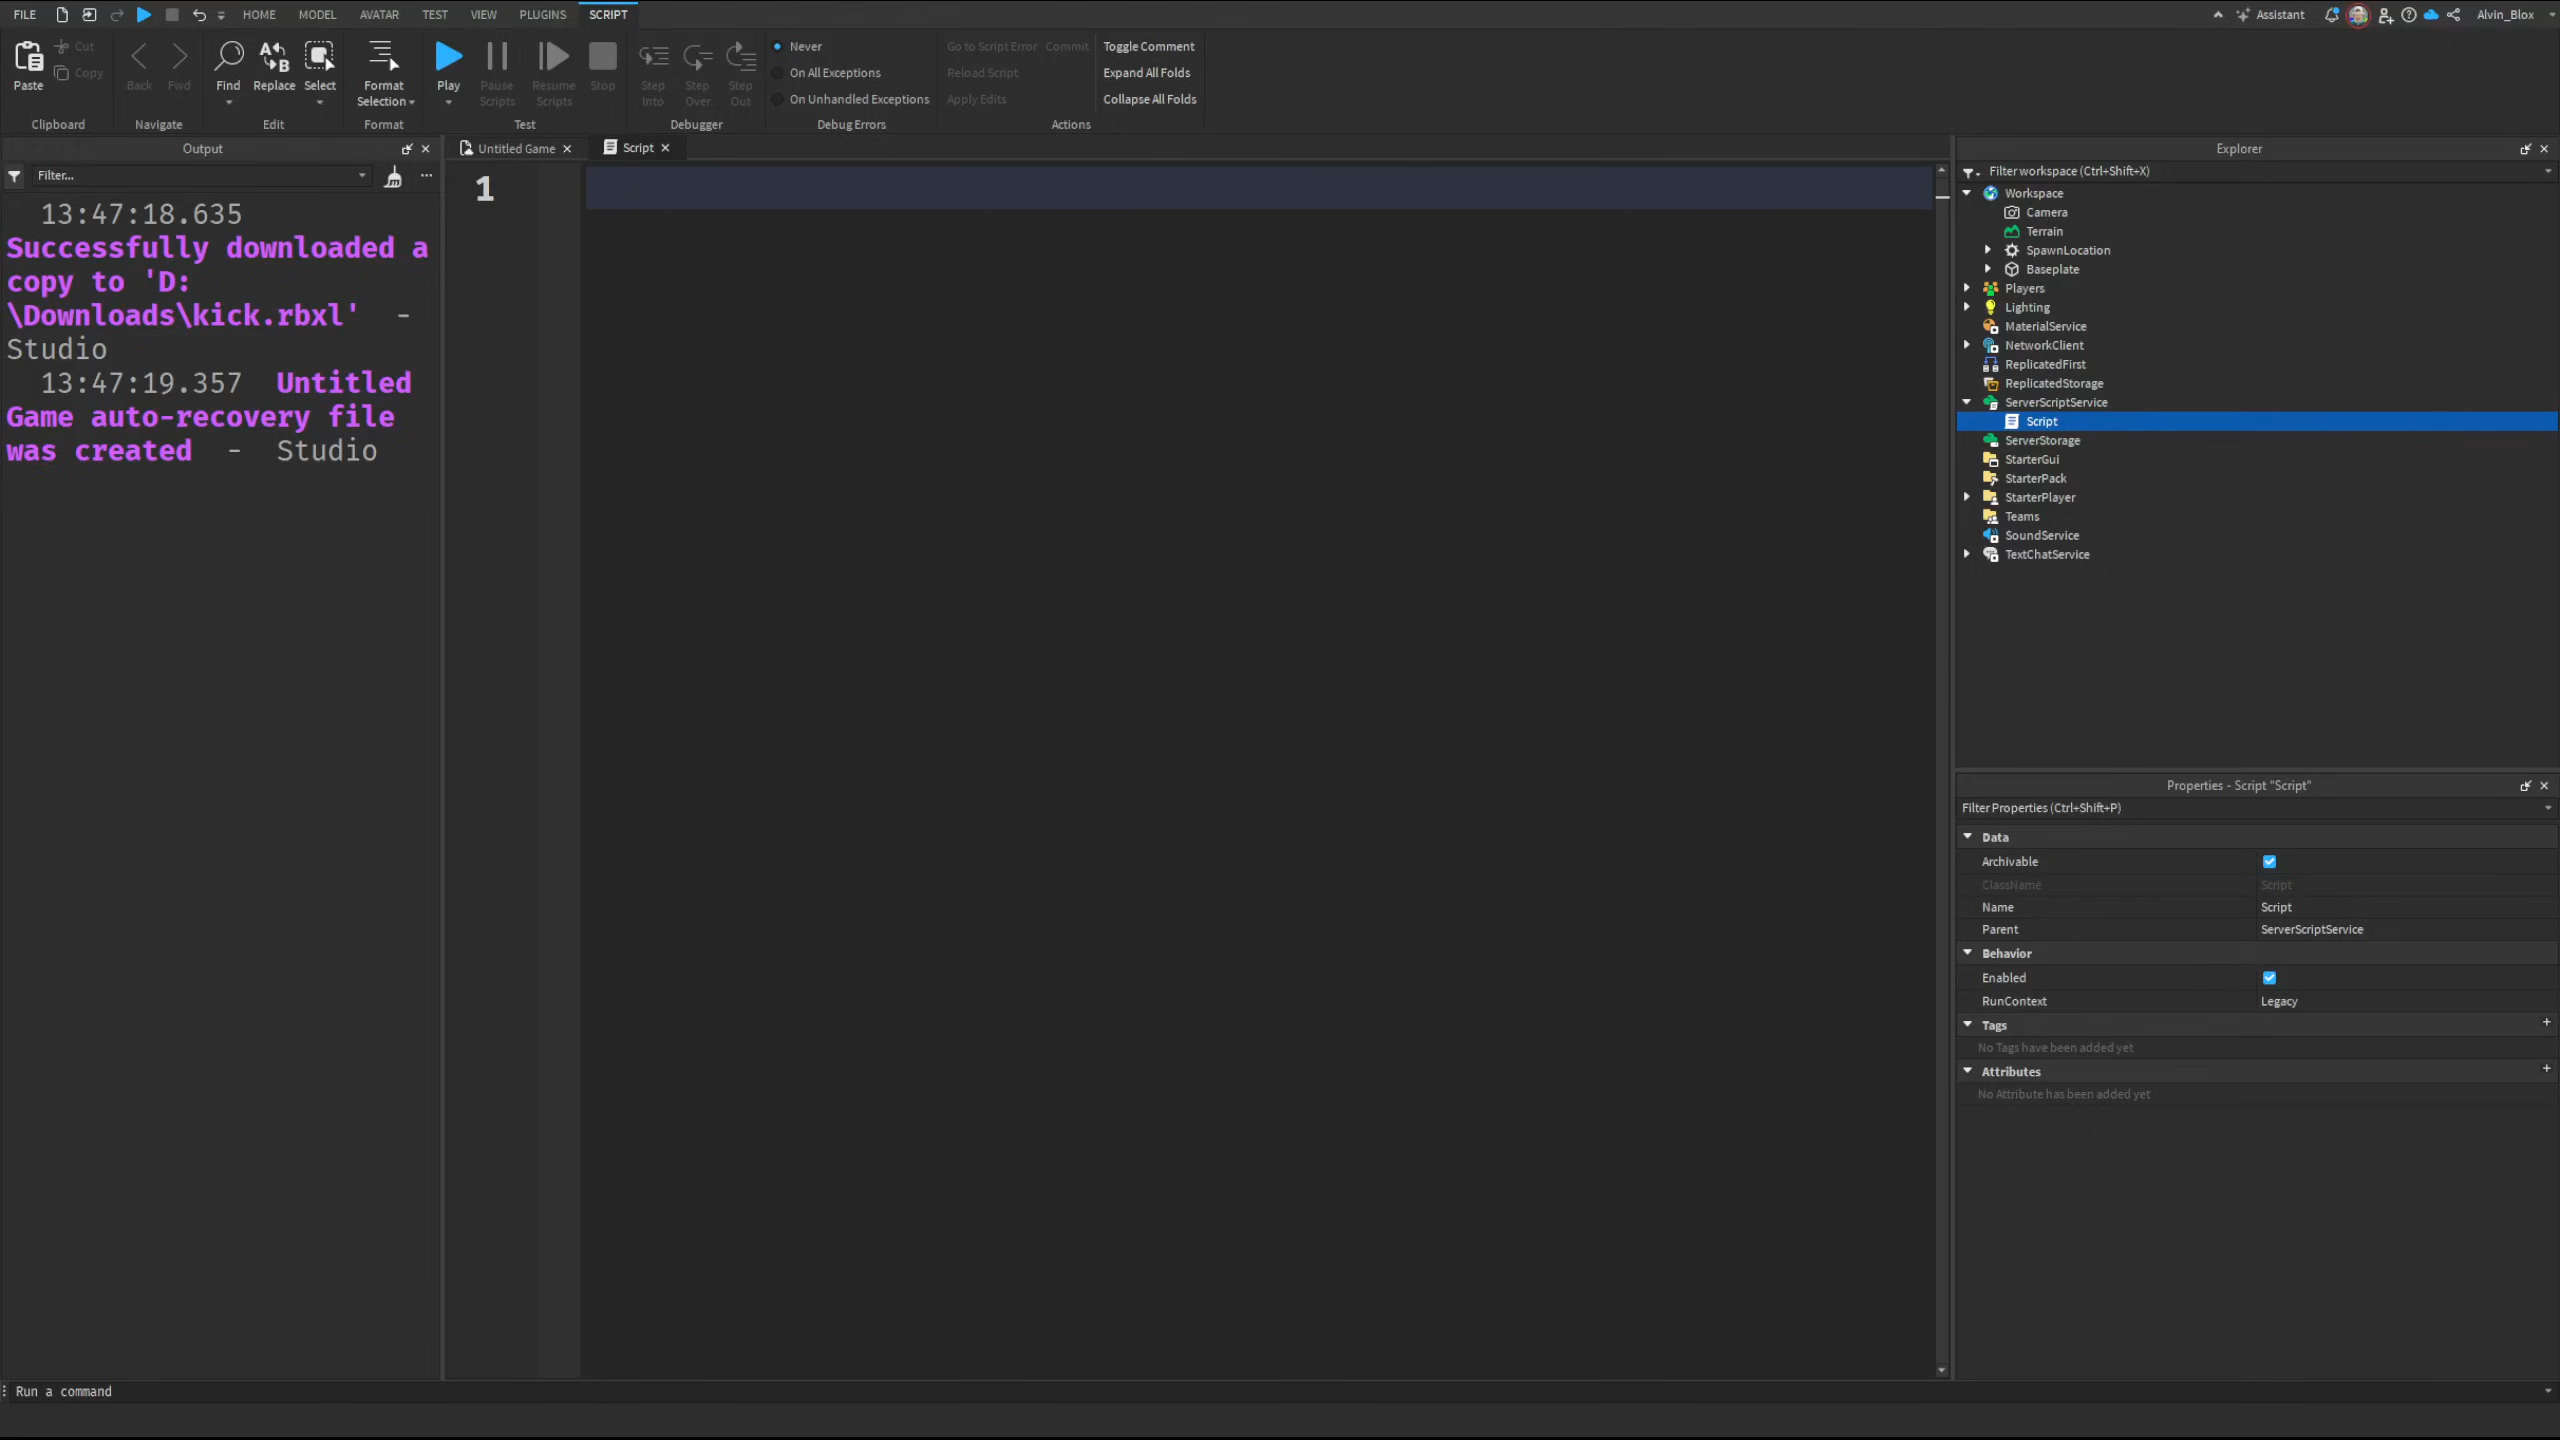 FILE HOME MODEL AVATAR TEST VIEW PLUGINS SCRIPT Assistant Alvin_Blox
Paste Cut Copy Clipboard
Back Fwd Navigate
Find Replace Select Edit
Format Selection Format
Play Pause Scripts Resume Scripts Stop Test
Step Into Step Over Step Out Debugger
Never
On All Exceptions
On Unhandled Exceptions
Debug Errors
Go to Script Error Commit Toggle Comment
Reload Script Expand All Folds
Apply Edits Collapse All Folds
Actions
Output
Filter...
13:47:18.635
Successfully downloaded a
copy to 'D:
\Downloads\kick.rbxl' -
Studio
13:47:19.357 Untitled
Game auto-recovery file
was created - Studio
Untitled Game Script
1
Explorer
Filter workspace (Ctrl+Shift+X)
Workspace
Camera
Terrain
SpawnLocation
Baseplate
Players
Lighting
MaterialService
NetworkClient
ReplicatedFirst
ReplicatedStorage
ServerScriptService
Script
ServerStorage
StarterGui
StarterPack
StarterPlayer
Teams
SoundService
TextChatService
Properties - Script "Script"
Filter Properties (Ctrl+Shift+P)
Data
Archivable
ClassName Script
Name Script
Parent ServerScriptService
Behavior
Enabled
RunContext Legacy
Tags +
No Tags have been added yet
Attributes +
No Attribute has been added yet
Run a command